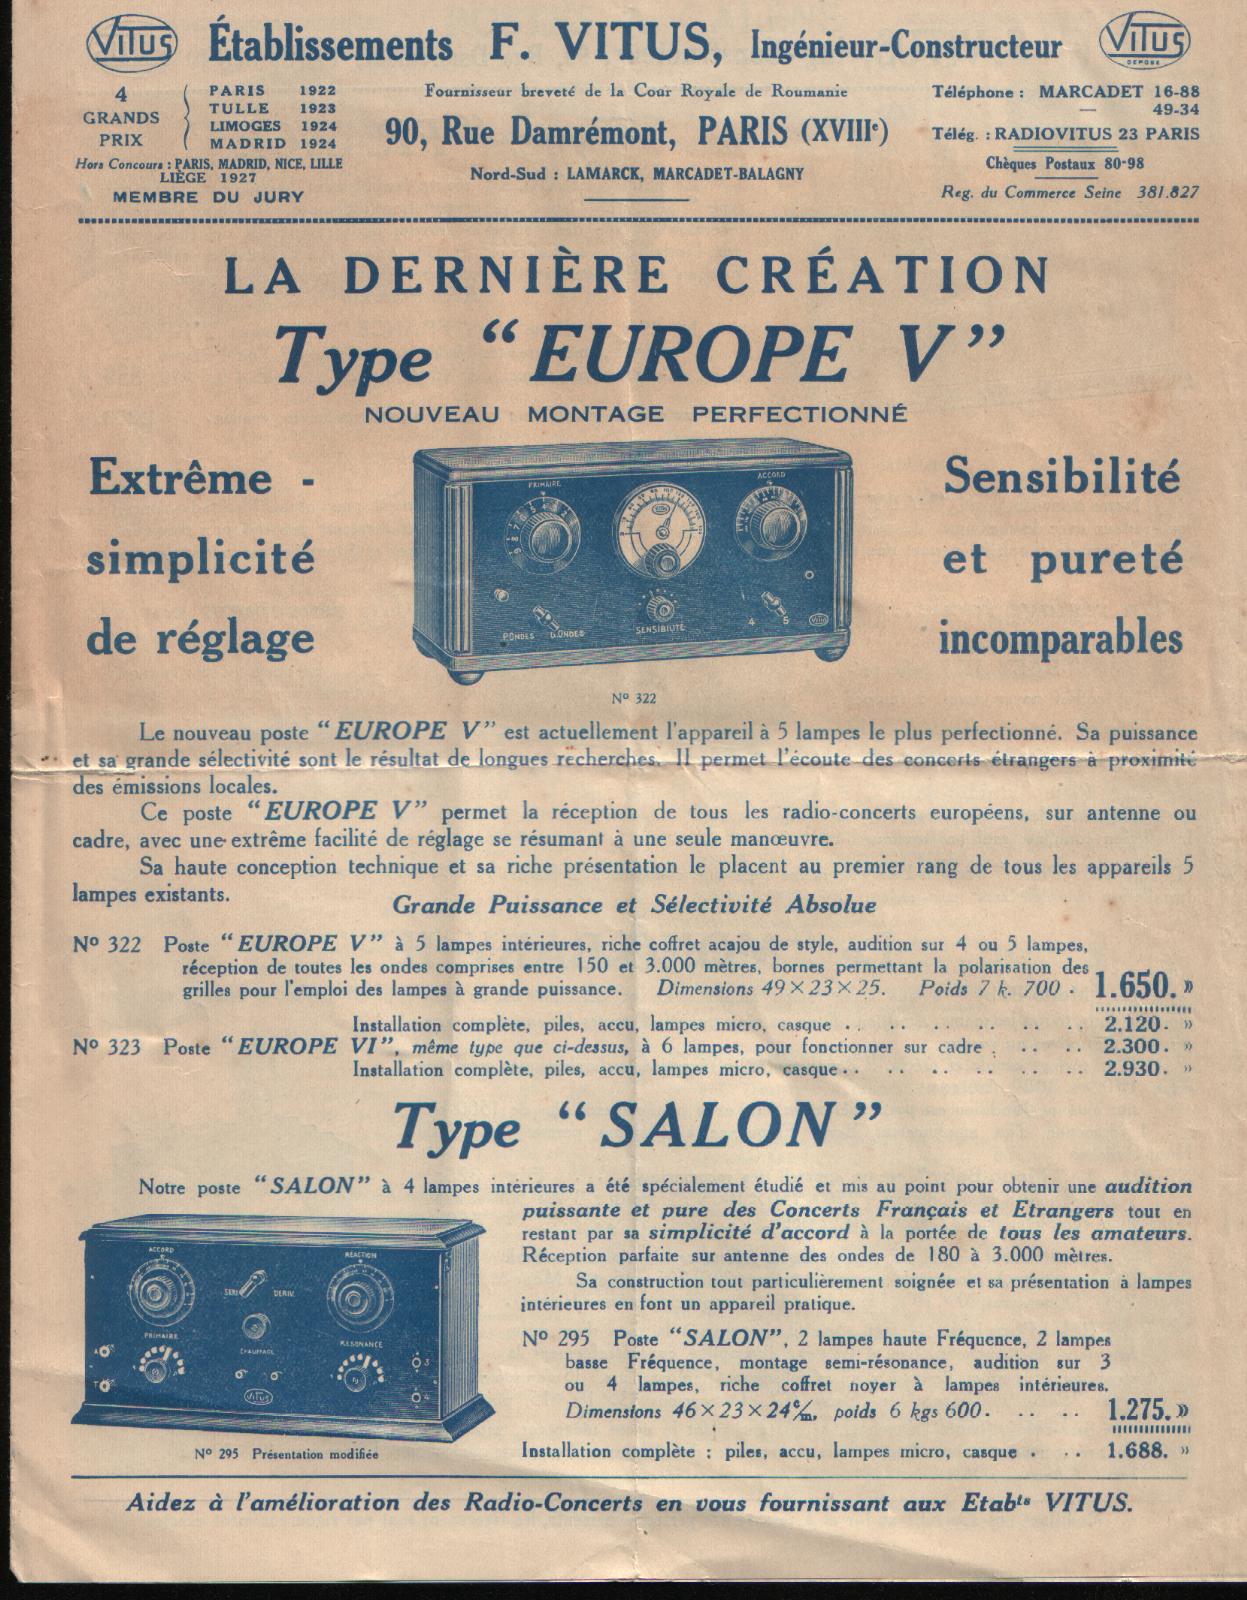 VITUS
Établissements F. VITUS, Ingénieur-Constructeur
VITUS
DÉPOSÉ
4
GRANDS
PRIX
PARIS 1922
TULLE 1923
LIMOGES 1924
MADRID 1924
Hors Concours : PARIS, MADRID, NICE, LILLE
LIÈGE 1927
MEMBRE DU JURY
Fournisseur breveté de la Cour Royale de Roumanie
90, Rue Damrémont, PARIS (XVIIIe)
Nord-Sud : LAMARCK, MARCADET-BALAGNY
Téléphone : MARCADET 16-88
— 49-34
Télég. : RADIOVITUS 23 PARIS
Chèques Postaux 80-98
Reg. du Commerce Seine 381.827
LA DERNIÈRE CRÉATION
Type “EUROPE V”
NOUVEAU MONTAGE PERFECTIONNÉ
Extrême -
simplicité
de réglage
PRIMAIRE
ACCORD
P.ONDES G.ONDES
SENSIBILITÉ
4 5
VITUS
Sensibilité
et pureté
incomparables
Nº 322
Le nouveau poste “EUROPE V” est actuellement l'appareil à 5 lampes le plus perfectionné. Sa puissance
et sa grande sélectivité sont le résultat de longues recherches. Il permet l'écoute des concerts étrangers à proximité
des émissions locales.
Ce poste “EUROPE V” permet la réception de tous les radio-concerts européens, sur antenne ou
cadre, avec une extrême facilité de réglage se résumant à une seule manœuvre.
Sa haute conception technique et sa riche présentation le placent au premier rang de tous les appareils 5
lampes existants.
Grande Puissance et Sélectivité Absolue
Nº 322 Poste “EUROPE V” à 5 lampes intérieures, riche coffret acajou de style, audition sur 4 ou 5 lampes,
réception de toutes les ondes comprises entre 150 et 3.000 mètres, bornes permettant la polarisation des
grilles pour l'emploi des lampes à grande puissance. Dimensions 49×23×25. Poids 7 k. 700 . 1.650. »
Installation complète, piles, accu, lampes micro, casque . . .. .. .. .. .. .. 2.120. »
Nº 323 Poste “EUROPE VI”, même type que ci-dessus, à 6 lampes, pour fonctionner sur cadre . .. .. 2.300. »
Installation complète, piles, accu, lampes micro, casque .. .. .. .. .. .. 2.930. »
Type “SALON”
Notre poste “SALON” à 4 lampes intérieures a été spécialement étudié et mis au point pour obtenir une audition
puissante et pure des Concerts Français et Etrangers tout en
restant par sa simplicité d'accord à la portée de tous les amateurs.
Réception parfaite sur antenne des ondes de 180 à 3.000 mètres.
Sa construction tout particulièrement soignée et sa présentation à lampes
intérieures en font un appareil pratique.
ACCORD
RÉACTION
SERI DERIV.
PRIMAIRE
CHAUFFAGE
RESONANCE
A
T
3
4
VITUS
Nº 295 Présentation modifiée
Nº 295 Poste “SALON”, 2 lampes haute Fréquence, 2 lampes
basse Fréquence, montage semi-résonance, audition sur 3
ou 4 lampes, riche coffret noyer à lampes intérieures.
Dimensions 46×23×24 c/m, poids 6 kgs 600. .. .. 1.275. »
Installation complète : piles, accu, lampes micro, casque . .. 1.688. »
Aidez à l'amélioration des Radio-Concerts en vous fournissant aux Etabts VITUS.